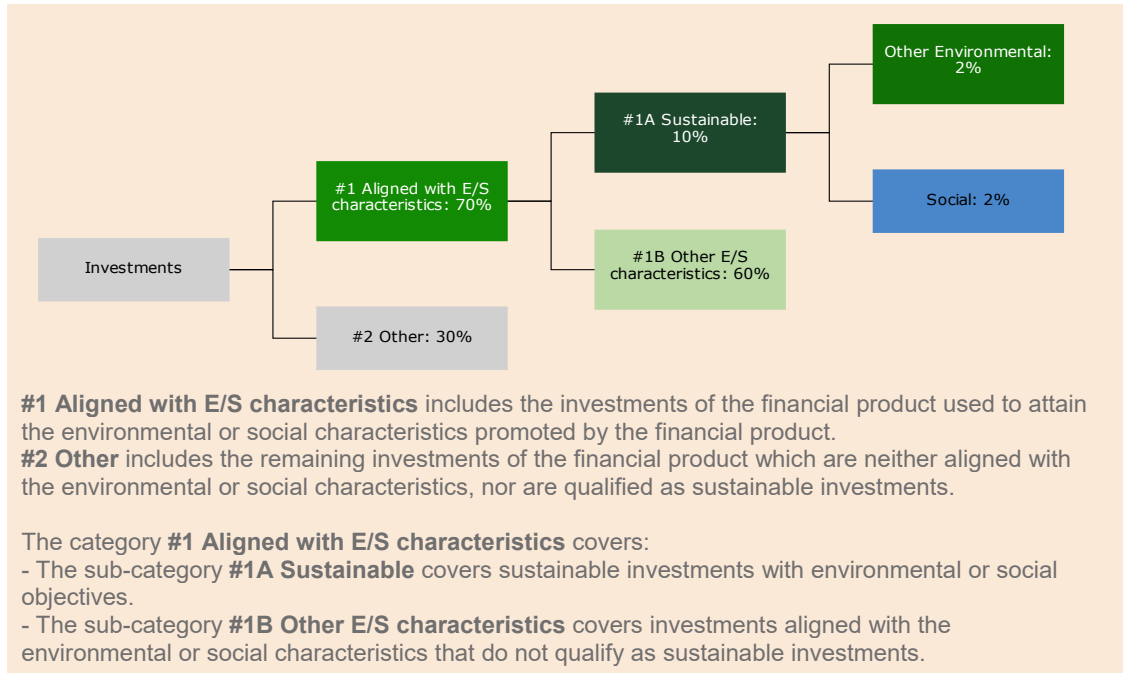 Other Environmental:
2%
#1A Sustainable:
10%
#1 Aligned with E/S
characteristics: 70%
Social: 2%
Investments
#1B Other E/S
characteristics: 60%
#2 Other: 30%
#1 Aligned with E/S characteristics includes the investments of the financial product used to attain
the environmental or social characteristics promoted by the financial product.
#2 Other includes the remaining investments of the financial product which are neither aligned with
the environmental or social characteristics, nor are qualified as sustainable investments.
The category #1 Aligned with E/S characteristics covers:
- The sub-category #1A Sustainable covers sustainable investments with environmental or social
objectives.
- The sub-category #1B Other E/S characteristics covers investments aligned with the
environmental or social characteristics that do not qualify as sustainable investments.